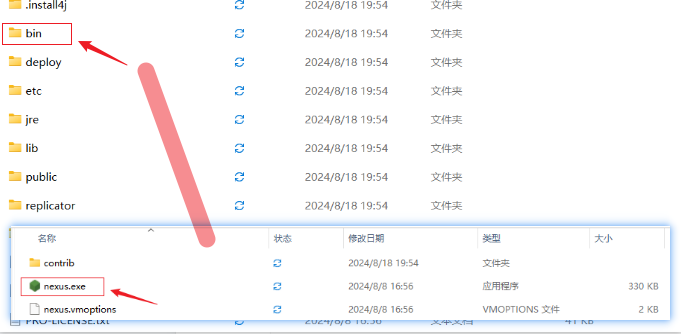 .install4j 2024/8/18 19:54 文件夹
bin 2024/8/18 19:54 文件夹
deploy 2024/8/18 19:54 文件夹
etc 2024/8/18 19:54 文件夹
jre 2024/8/18 19:54 文件夹
lib 2024/8/18 19:54 文件夹
public 2024/8/18 19:54 文件夹
replicator 2024/8/18 19:54 文件夹
名称 状态 修改日期 类型 大小
contrib 2024/8/18 19:54 文件夹
nexus.exe 2024/8/8 16:56 应用程序 330 KB
nexus.vmoptions 2024/8/8 16:56 VMOPTIONS 文件 2 KB
PRO-LICENSE.txt 2024/8/8 16:56 文本文档 41 KB